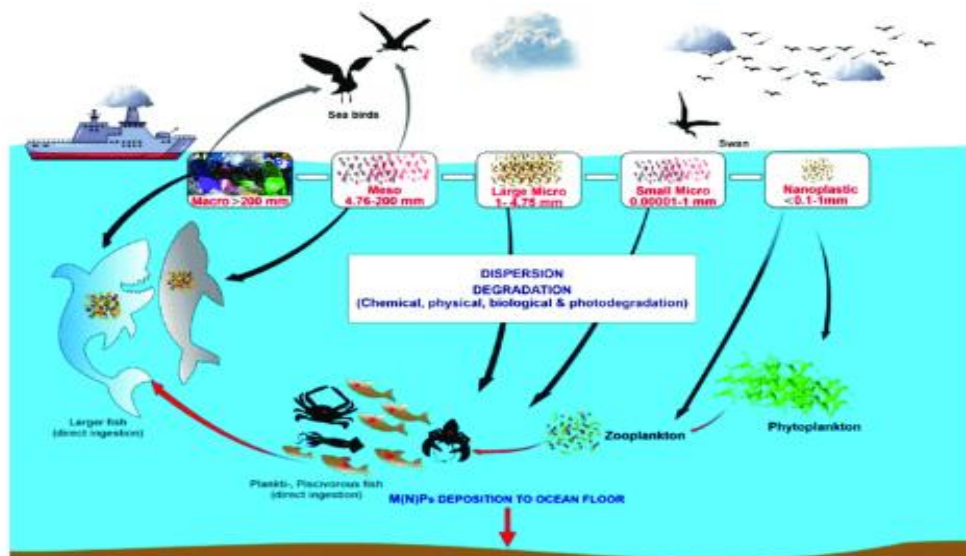 Sea birds
Swan
Macro >200 mm
Meso
4.76-200 mm
Large Micro
1- 4.75 mm
Small Micro
0.00001-1 mm
Nanoplastic
<0.1-1mm
DISPERSION
DEGRADATION
(Chemical, physical, biological & photodegradation)
Larger fish
(direct ingestion)
Zooplankton
Phytoplankton
Plankti-, Piscivorous fish
(direct ingestion)
M(N)Ps DEPOSITION TO OCEAN FLOOR